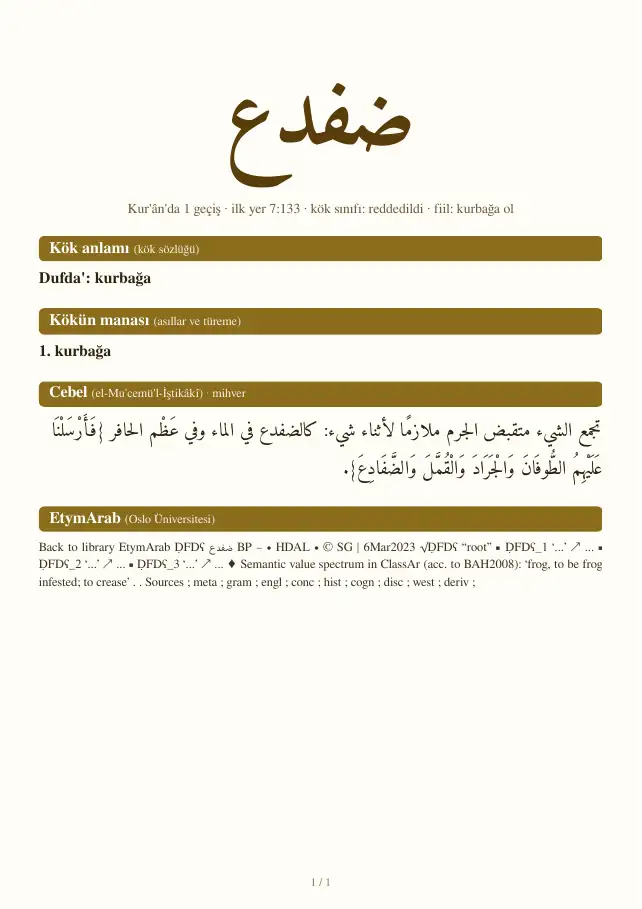 ضفدع
Kur'ân'da 1 geçiş · ilk yer 7:133 · kök sınıfı: reddedildi · fiil: kurbağa ol
Kök anlamı (kök sözlüğü)
Dufda': kurbağa
Kökün manası (asıllar ve türeme)
1. kurbağa
Cebel (el-Mu'cemü'l-İştikâkî) · mihver
تجمع الشيء متقبض الجرم ملازمًا لأثناء شيء: كالضفدع في الماء وفي عَظْم الحافر {فَأَرْسَلْنَا
عَلَيْهِمُ الطُّوفَانَ وَالْجَرَادَ وَالْقُمَّلَ وَالضَّفَادِعَ}.
EtymArab (Oslo Üniversitesi)
Back to library EtymArab ḌFDʕ ضفدع BP – • HDAL • © SG | 6Mar2023 √ḌFDʕ “root” ▪ ḌFDʕ_1 ‘...’ ↗ ... ▪
ḌFDʕ_2 ‘...’ ↗ ... ▪ ḌFDʕ_3 ‘...’ ↗ ... ♦ Semantic value spectrum in ClassAr (acc. to BAH2008): ‘frog, to be frog
infested; to crease’ . . Sources ; meta ; gram ; engl ; conc ; hist ; cogn ; disc ; west ; deriv ;
1 / 1